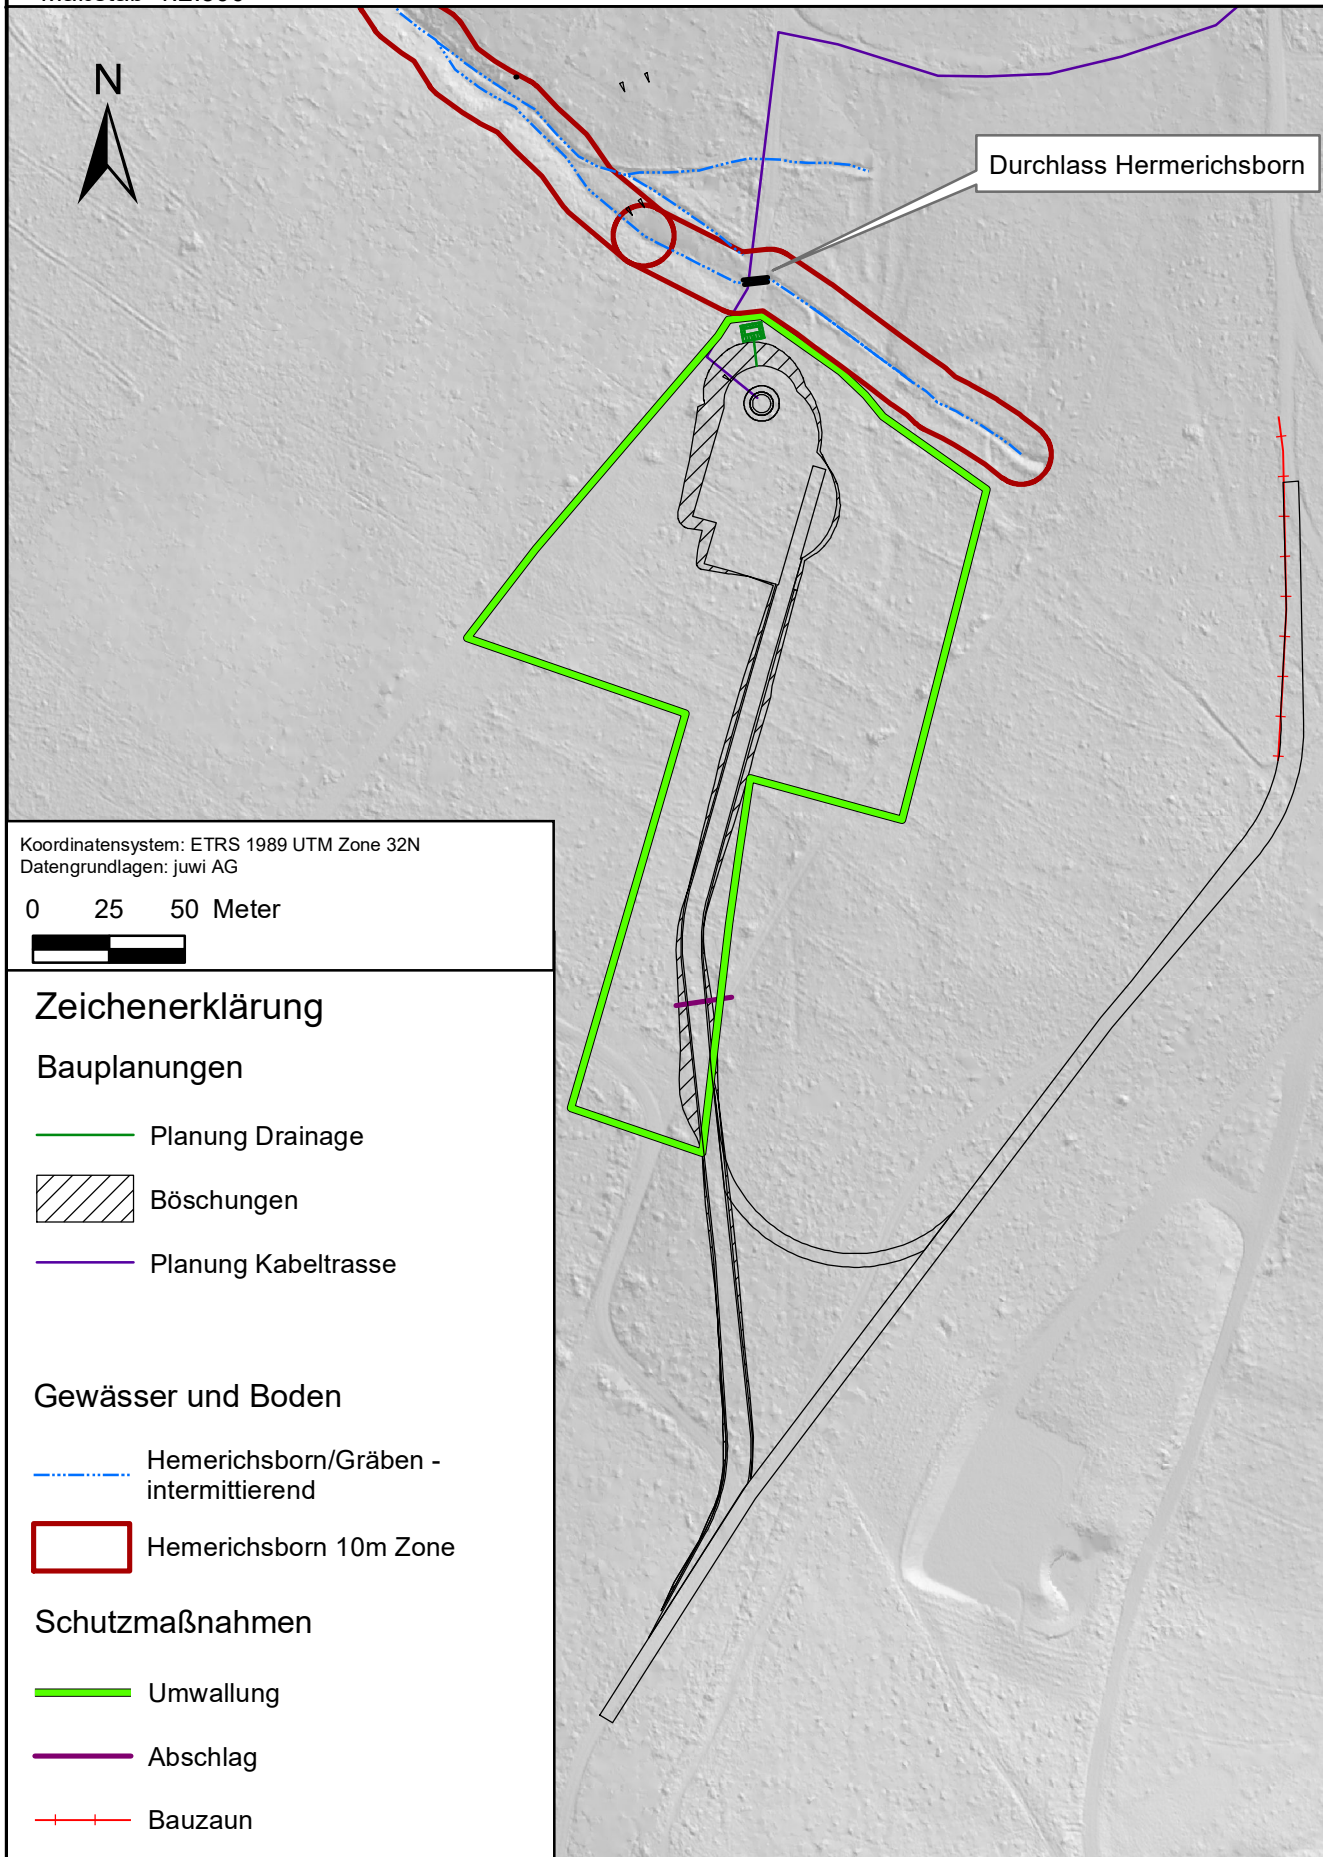 N
Durchlass Hermerichsborn
Koordinatensystem: ETRS 1989 UTM Zone 32N
Datengrundlagen: juwi AG
0 25 50 Meter
Zeichenerklärung
Bauplanungen
Planung Drainage
Böschungen
Planung Kabeltrasse
Gewässer und Boden
Hemerichsborn/Gräben -
intermittierend
Hemerichsborn 10m Zone
Schutzmaßnahmen
Umwallung
Abschlag
Bauzaun